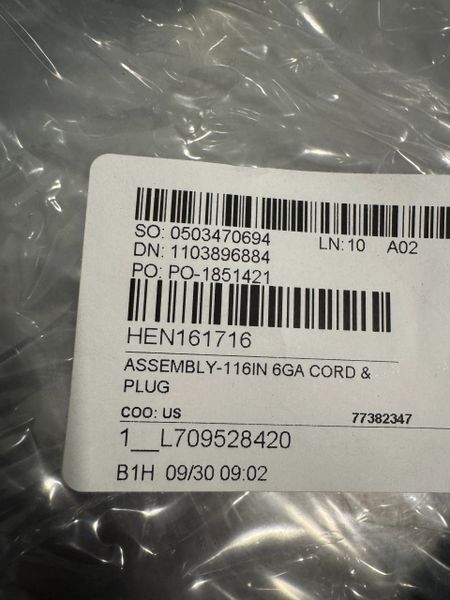 SO: 0503470694 LN: 10 A02
DN: 1103896884
PO: PO-1851421
HEN161716
ASSEMBLY-116IN 6GA CORD &
PLUG
COO: US 77382347
1__L709528420
B1H 09/30 09:02